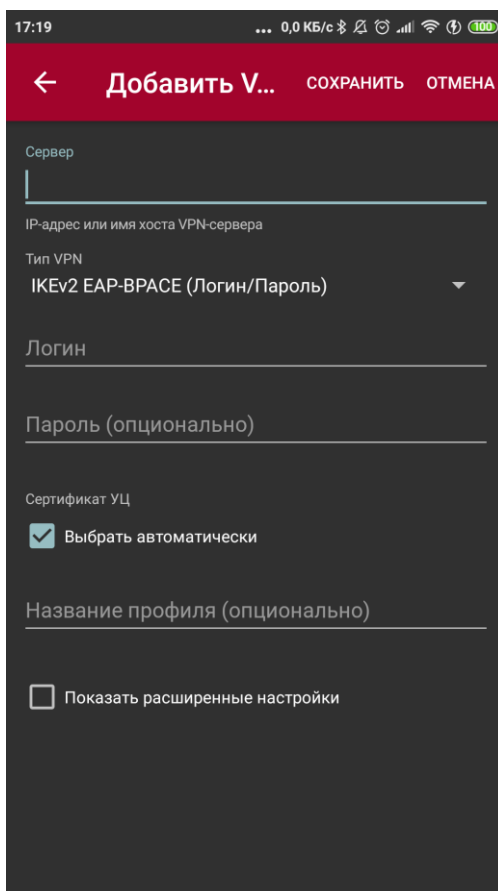 17:19 ... 0,0 КБ/с 100
Добавить V... СОХРАНИТЬ ОТМЕНА
Сервер
IP-адрес или имя хоста VPN-сервера
Тип VPN
IKEv2 EAP-BPACE (Логин/Пароль)
Логин
Пароль (опционально)
Сертификат УЦ
Выбрать автоматически
Название профиля (опционально)
Показать расширенные настройки